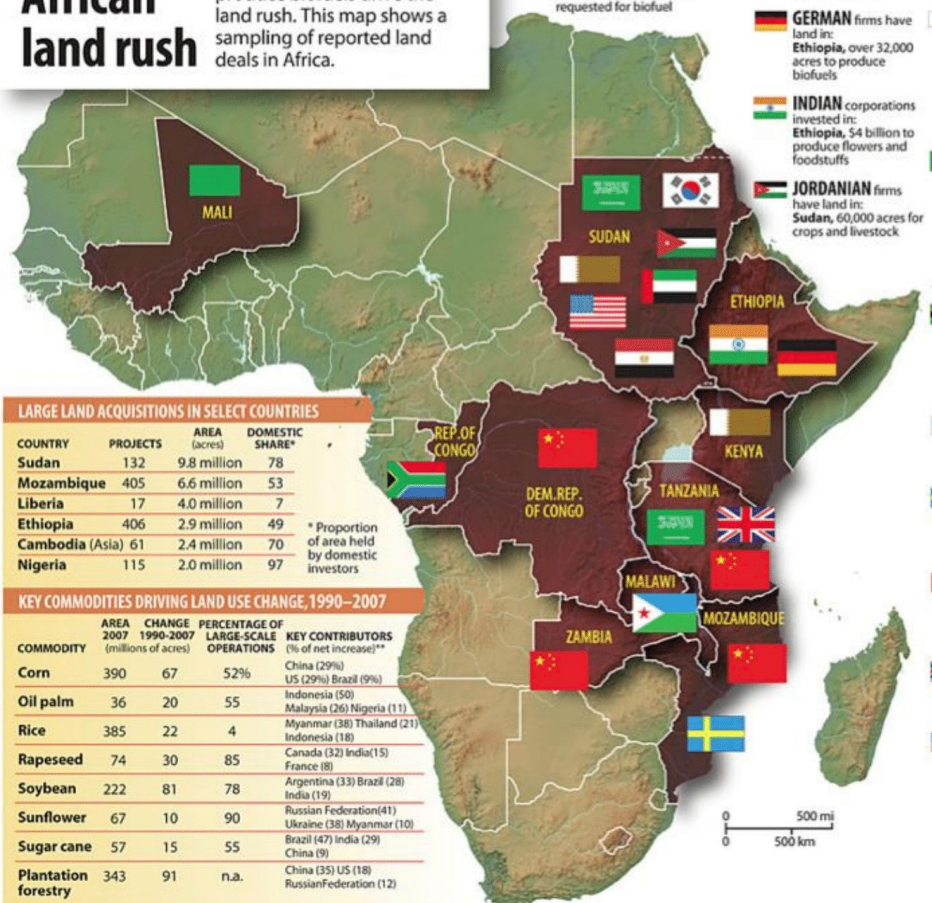 African
land rush
land rush. This map shows a
sampling of reported land
deals in Africa.
requested for biofuel
GERMAN firms have
land in:
Ethiopia, over 32,000
acres to produce
biofuels
INDIAN corporations
invested in:
Ethiopia, $4 billion to
produce flowers and
foodstuffs
JORDANIAN firms
have land in:
Sudan, 60,000 acres for
crops and livestock
MALI
SUDAN
ETHIOPIA
REP.OF
CONGO
DEM.REP.
OF CONGO
KENYA
TANZANIA
MALAWI
MOZAMBIQUE
ZAMBIA
0 500 mi
0 500 km
LARGE LAND ACQUISITIONS IN SELECT COUNTRIES
COUNTRY PROJECTS AREA (acres) DOMESTIC SHARE*
Sudan 132 9.8 million 78
Mozambique 405 6.6 million 53
Liberia 17 4.0 million 7
Ethiopia 406 2.9 million 49
Cambodia (Asia) 61 2.4 million 70
Nigeria 115 2.0 million 97
* Proportion
of area held
by domestic
investors
KEY COMMODITIES DRIVING LAND USE CHANGE,1990–2007
AREA CHANGE PERCENTAGE OF
2007 1990-2007 LARGE-SCALE KEY CONTRIBUTORS
COMMODITY (millions of acres) OPERATIONS (% of net increase)**
Corn 390 67 52% China (29%)
US (29%) Brazil (9%)
Oil palm 36 20 55 Indonesia (50)
Malaysia (26) Nigeria (11)
Rice 385 22 4 Myanmar (38) Thailand (21)
Indonesia (18)
Rapeseed 74 30 85 Canada (32) India(15)
France (8)
Soybean 222 81 78 Argentina (33) Brazil (28)
India (19)
Sunflower 67 10 90 Russian Federation(41)
Ukraine (38) Myanmar (10)
Sugar cane 57 15 55 Brazil (47) India (29)
China (9)
Plantation 343 91 n.a. China (35) US (18)
forestry RussianFederation (12)